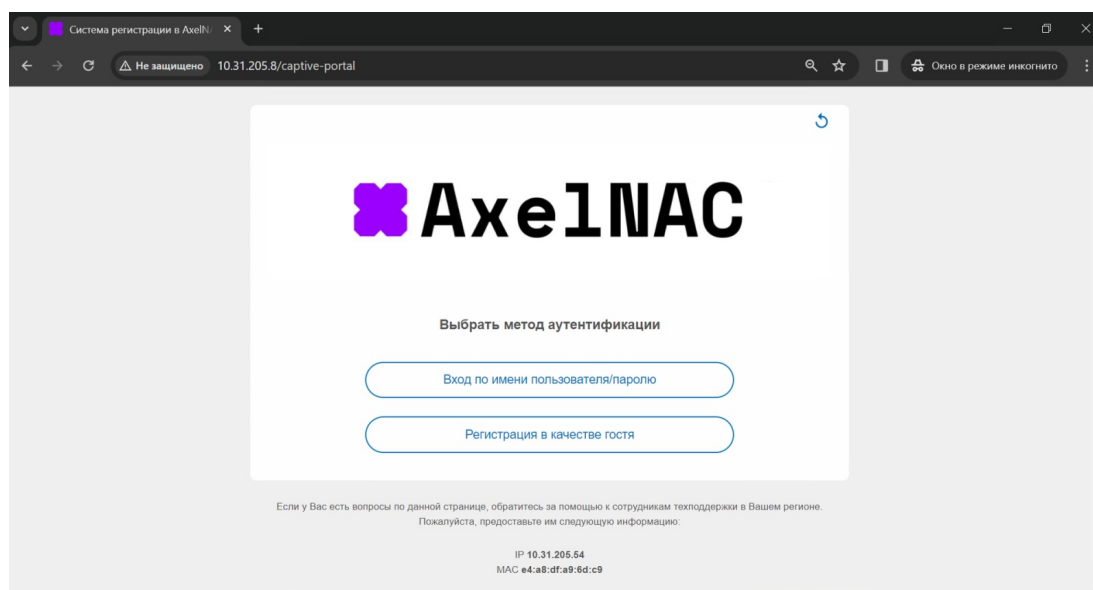 Система регистрации в AxelN
Не защищено 10.31.205.8/captive-portal
Окно в режиме инкогнито
AxelNAC
Выбрать метод аутентификации
Вход по имени пользователя/паролю
Регистрация в качестве гостя
Если у Вас есть вопросы по данной странице, обратитесь за помощью к сотрудникам техподдержки в Вашем регионе.
Пожалуйста, предоставьте им следующую информацию:
IP 10.31.205.54
MAC e4:a8:df:a9:6d:c9